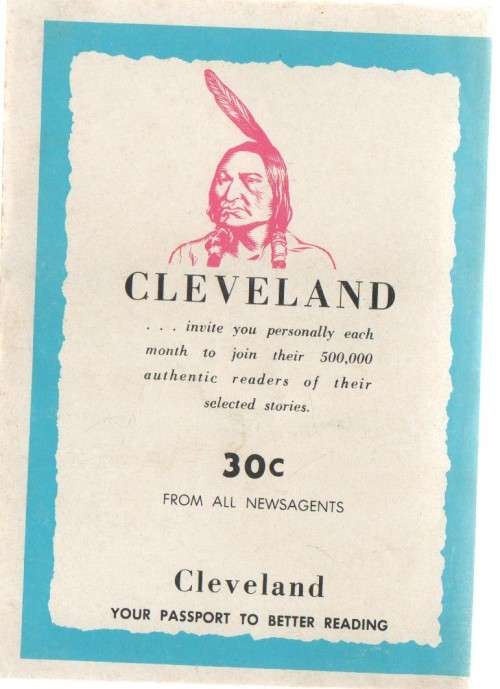 CLEVELAND
. . . invite you personally each
month to join their 500,000
authentic readers of their
selected stories.
30c
FROM ALL NEWSAGENTS
Cleveland
YOUR PASSPORT TO BETTER READING